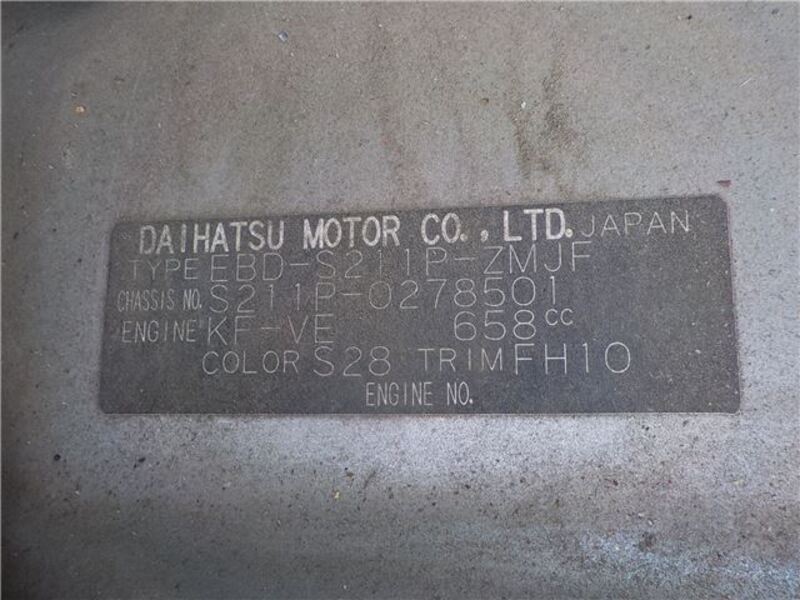 DAIHATSU MOTOR CO., LTD. JAPAN
TYPE EBD-S211P-ZMJF
CHASSIS NO. S211P-0278501
ENGINE KF-VE 658cc
COLOR S28 TRIM FH10
ENGINE NO.